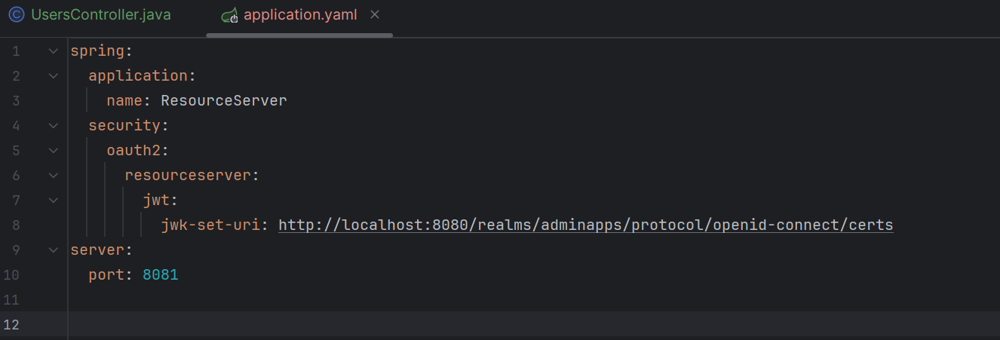 UsersController.java application.yaml
1 spring:
2 application:
3 name: ResourceServer
4 security:
5 oauth2:
6 resourceserver:
7 jwt:
8 jwk-set-uri: http://localhost:8080/realms/adminapps/protocol/openid-connect/certs
9 server:
10 port: 8081
11
12